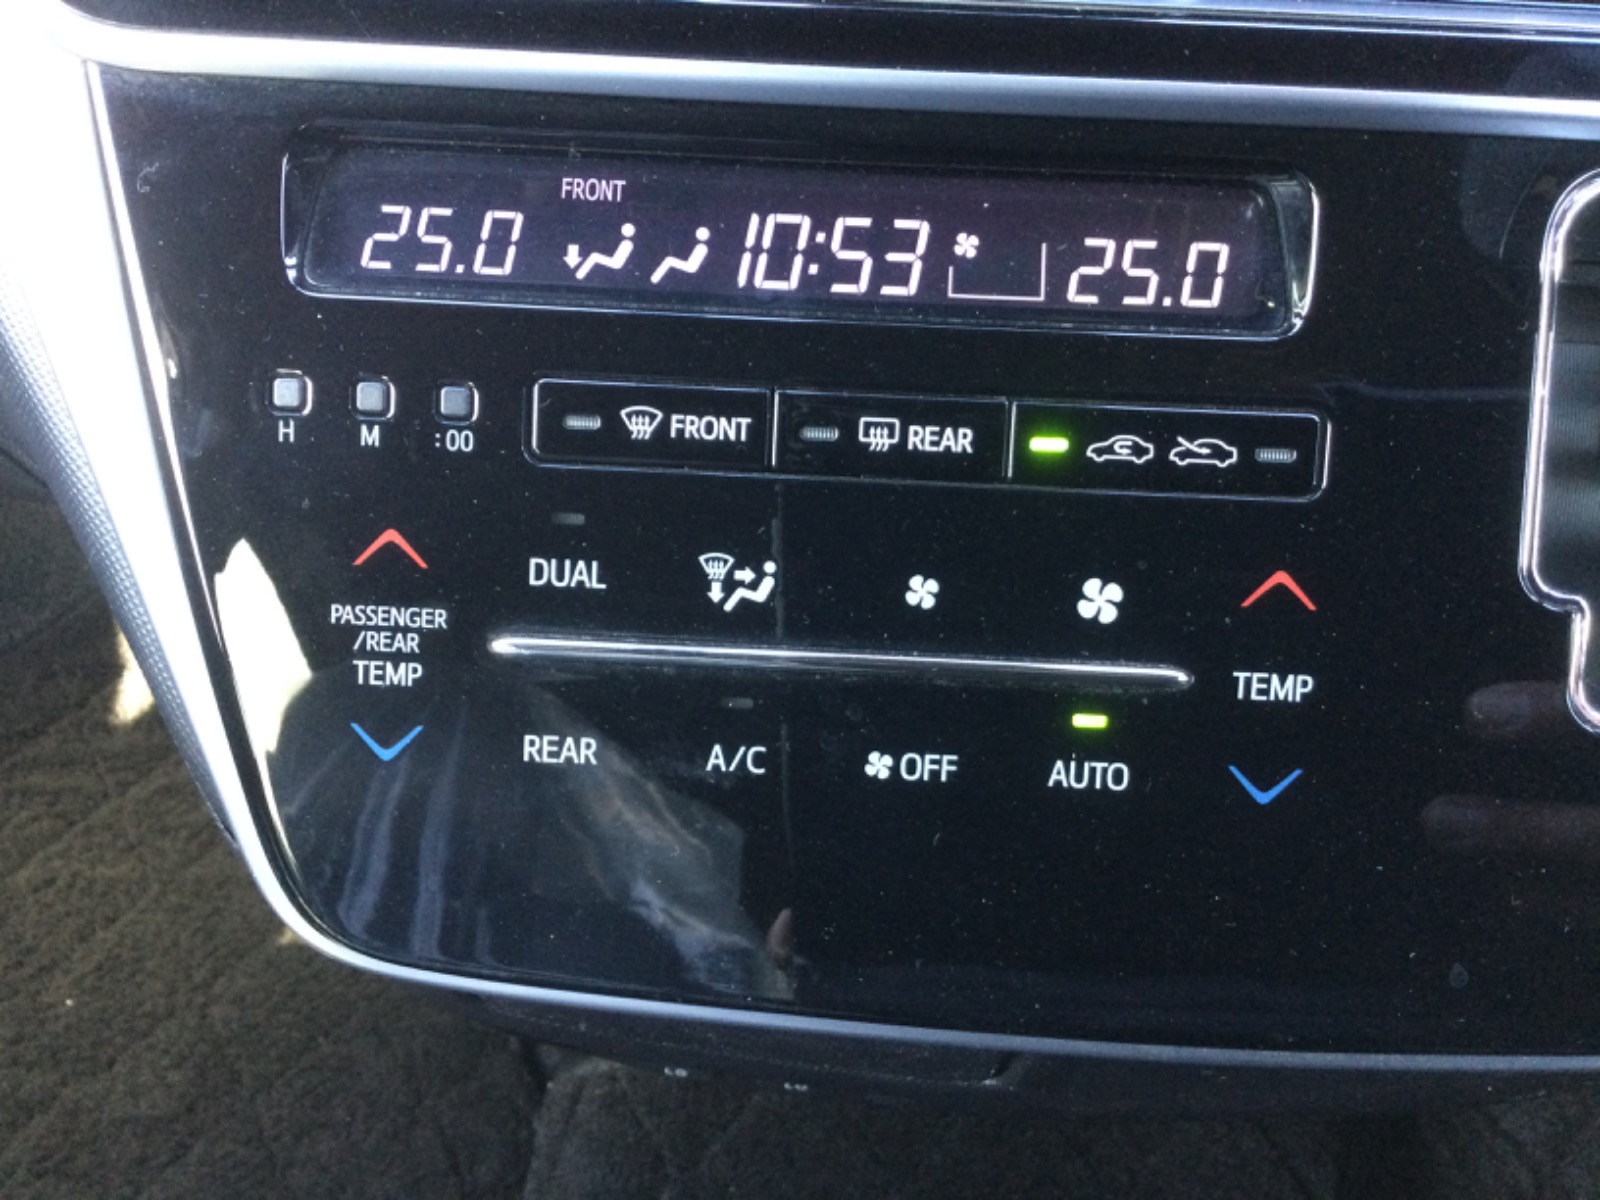 FRONT
25.0 10:53 25.0
H M :00
FRONT REAR
DUAL
PASSENGER
/REAR
TEMP
TEMP
REAR A/C OFF AUTO